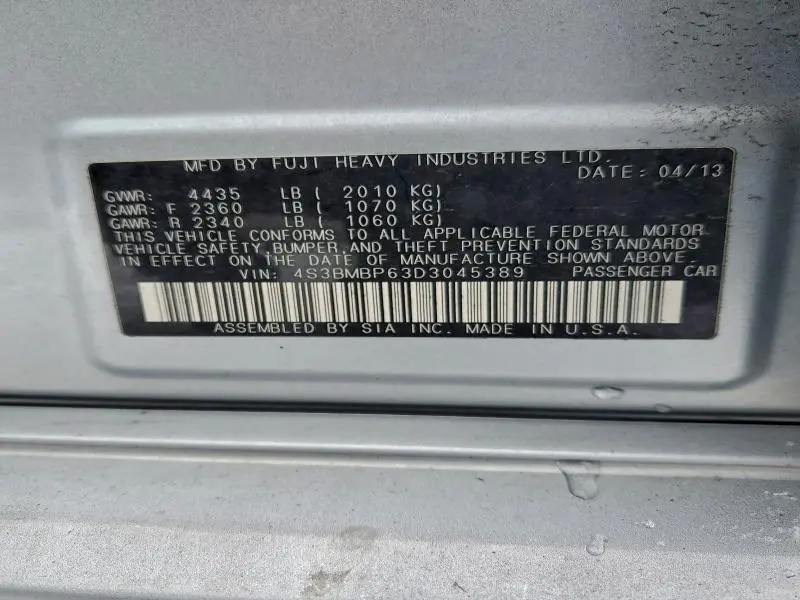 MFD BY FUJI HEAVY INDUSTRIES LTD.
DATE: 04/13
GVWR: 4435 LB ( 2010 KG)
GAWR: F 2360 LB ( 1070 KG)
GAWR: R 2340 LB ( 1060 KG)
THIS VEHICLE CONFORMS TO ALL APPLICABLE FEDERAL MOTOR
VEHICLE SAFETY,BUMPER,AND THEFT PREVENTION STANDARDS
IN EFFECT ON THE DATE OF MANUFACTURE SHOWN ABOVE.
VIN: 4S3BMBP63D3045389 PASSENGER CAR
ASSEMBLED BY SIA INC. MADE IN U.S.A.